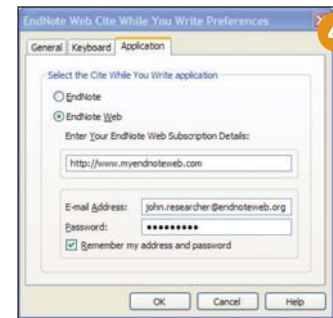 EndNote Web Cite While You Write Preferences
General Keyboard Application
Select the Cite While You Write application
EndNote
EndNote Web
Enter Your EndNote Web Subscription Details:
http://www.myendnoteweb.com
E-mail Address: john.researcher@endnoteweb.org
Password: •••••••••
Remember my address and password
OK Cancel Help